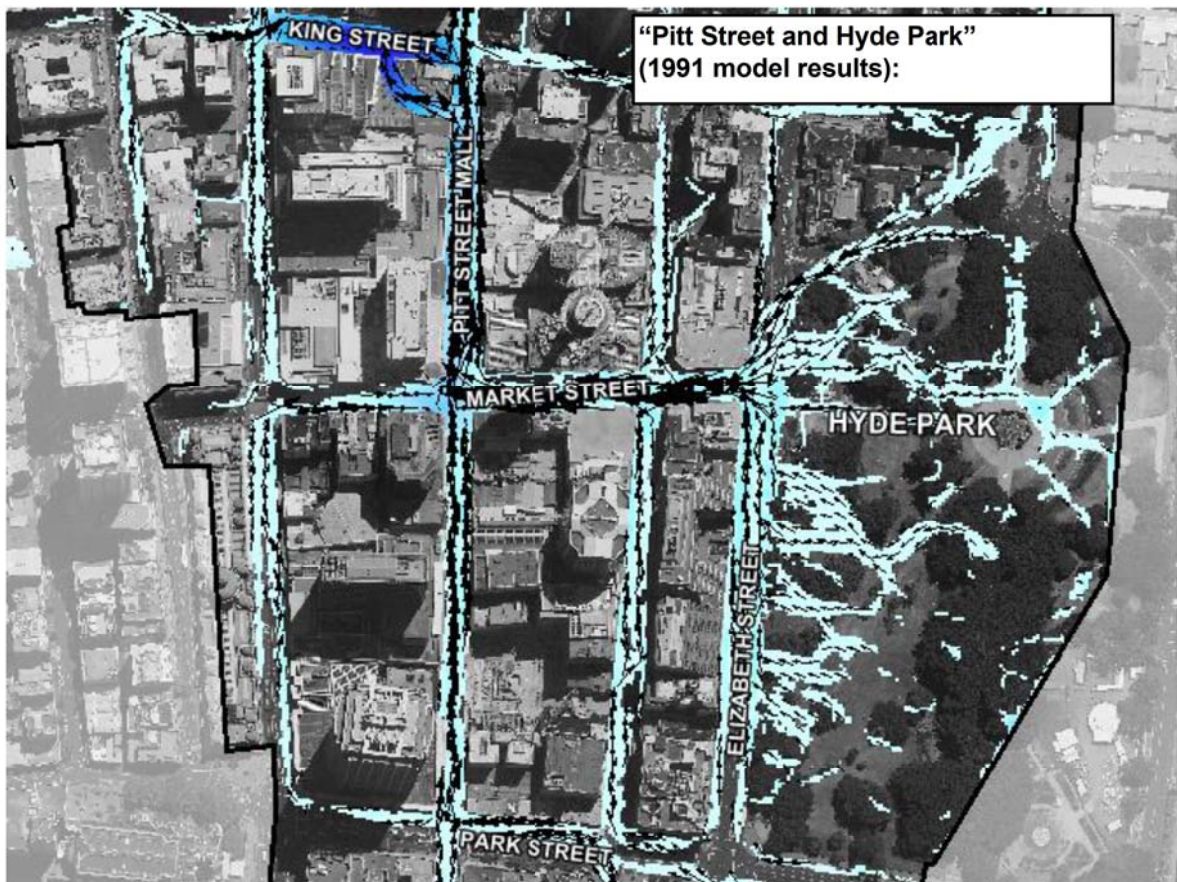 “Pitt Street and Hyde Park”
(1991 model results):
KING STREET
PITT STREET MALL
MARKET STREET
HYDE PARK
ELIZABETH STREET
PARK STREET